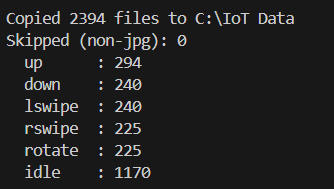 Copied 2394 files to C:\IoT Data
Skipped (non-jpg): 0
  up      : 294
  down    : 240
  lswipe  : 240
  rswipe  : 225
  rotate  : 225
  idle    : 1170